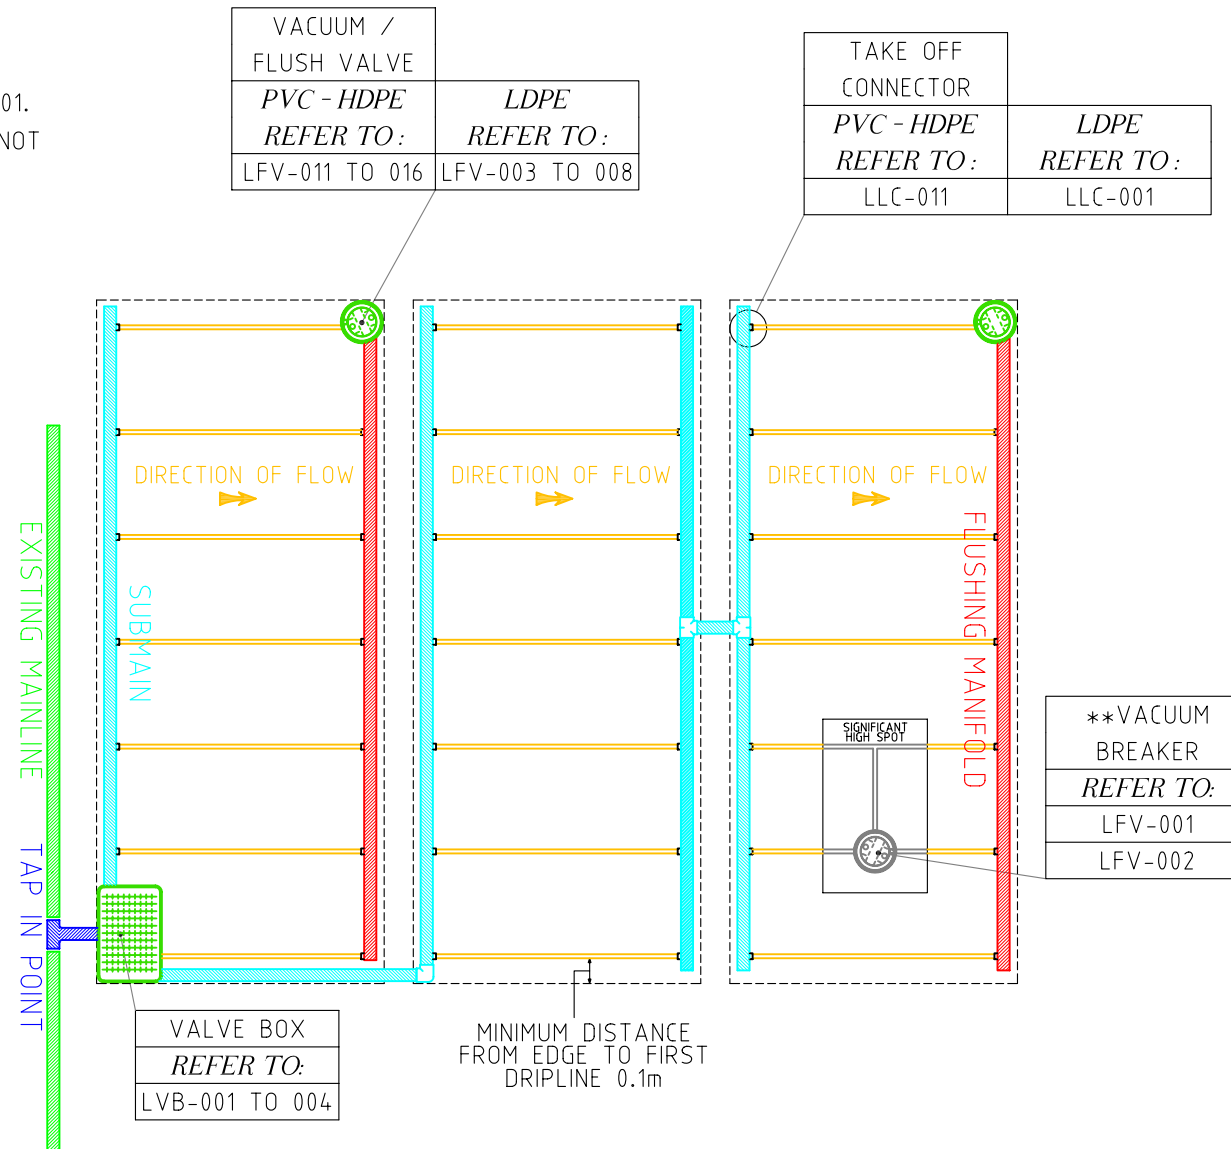 VACUUM /
FLUSH VALVE
PVC - HDPE
REFER TO :
LFV-011 TO 016
LDPE
REFER TO :
LFV-003 TO 008
TAKE OFF
CONNECTOR
PVC - HDPE
REFER TO :
LLC-011
LDPE
REFER TO :
LLC-001
01.
NOT
DIRECTION OF FLOW
DIRECTION OF FLOW
DIRECTION OF FLOW
EXISTING MAINLINE
SUBMAIN
FLUSHING MANIFOLD
TAP IN POINT
SIGNIFICANT
HIGH SPOT
**VACUUM
BREAKER
REFER TO:
LFV-001
LFV-002
VALVE BOX
REFER TO:
LVB-001 TO 004
MINIMUM DISTANCE
FROM EDGE TO FIRST
DRIPLINE 0.1m